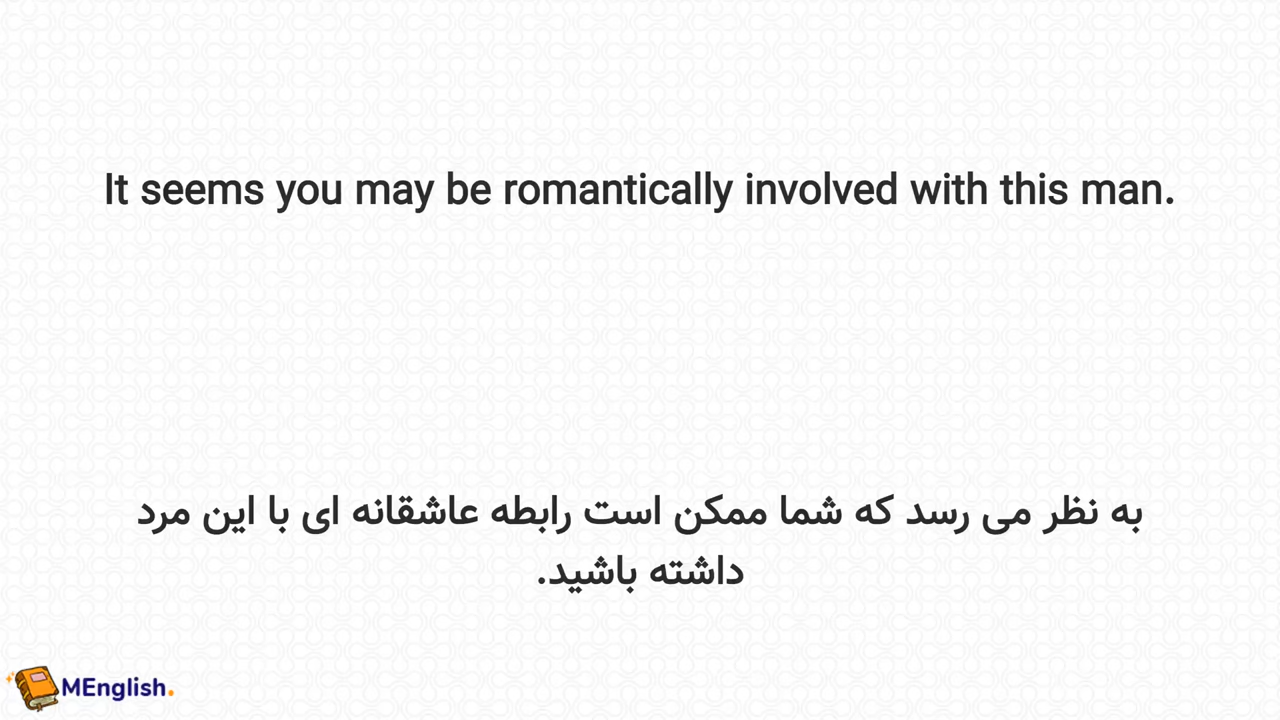 It seems you may be romantically involved with this man.
به نظر می رسد که شما ممکن است رابطه عاشقانه ای با این مرد
داشته باشید.
MEnglish.